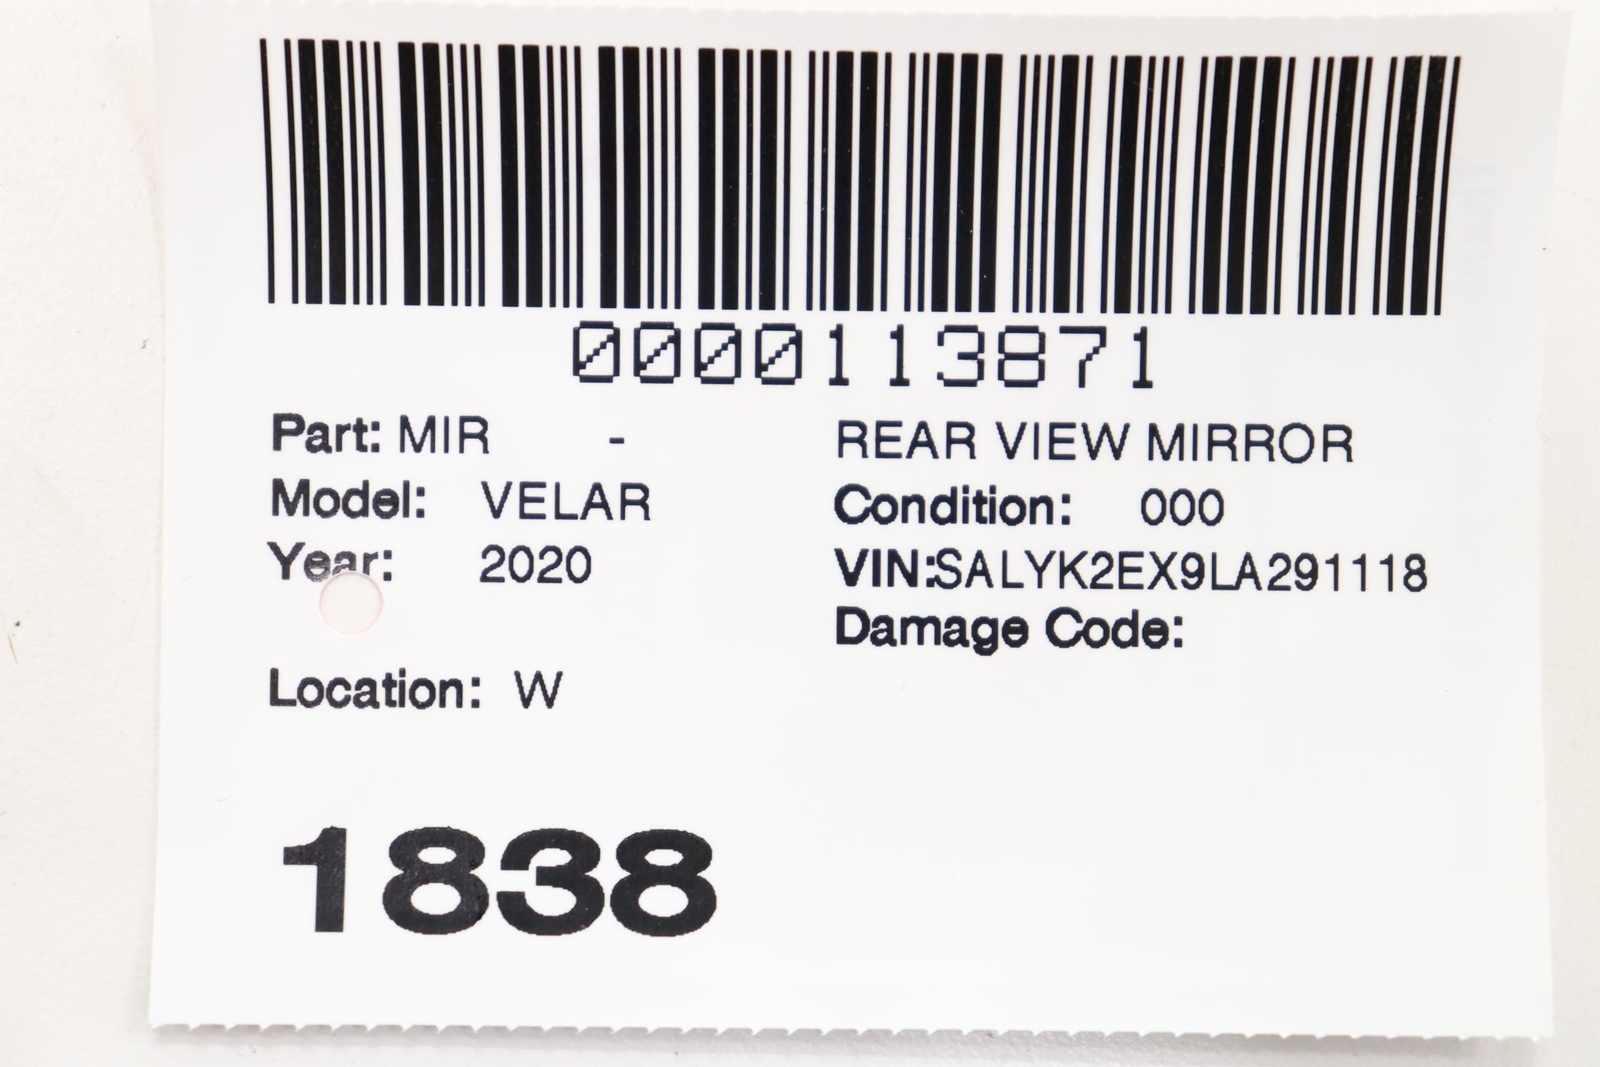 0000113871
Part: MIR - REAR VIEW MIRROR
Model: VELAR Condition: 000
Year: 2020 VIN:SALYK2EX9LA291118
Damage Code:
Location: W
1838